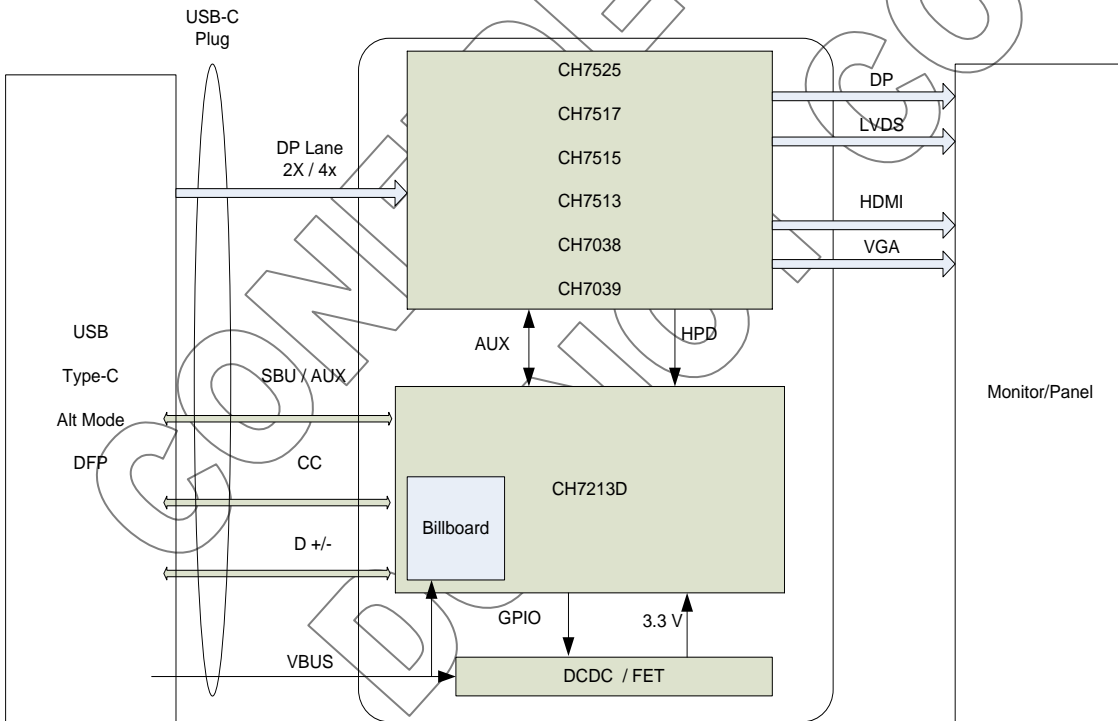 USB-C
Plug
CH7525
CH7517
CH7515
CH7513
CH7038
CH7039
DP
LVDS
HDMI
VGA
DP Lane
2X / 4x
AUX
HPD
USB
Type-C
Alt Mode
DFP
SBU / AUX
CC
D +/-
CH7213D
Billboard
Monitor/Panel
GPIO
3.3 V
VBUS
DCDC / FET